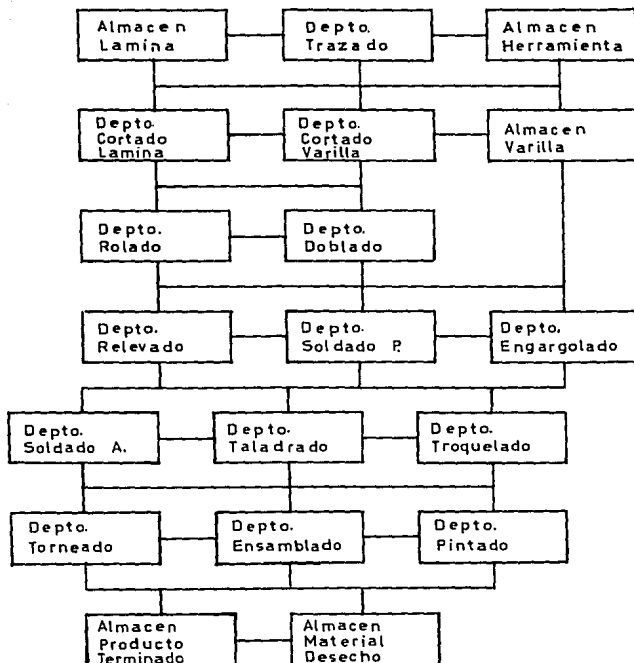 Almacen
Lamina
Depto.
Trazado
Almacen
Herramienta
Depto.
Cortado
Lamina
Depto.
Cortado
Varilla
Almacen
Varilla
Depto.
Rolado
Depto.
Doblado
Depto.
Relevado
Depto.
Soldado P.
Depto.
Engargolado
Depto.
Soldado A.
Depto.
Taladrado
Depto.
Troquelado
Depto.
Torneado
Depto.
Ensamblado
Depto.
Pintado
Almacen
Producto
Terminado
Almacen
Material
Desecho